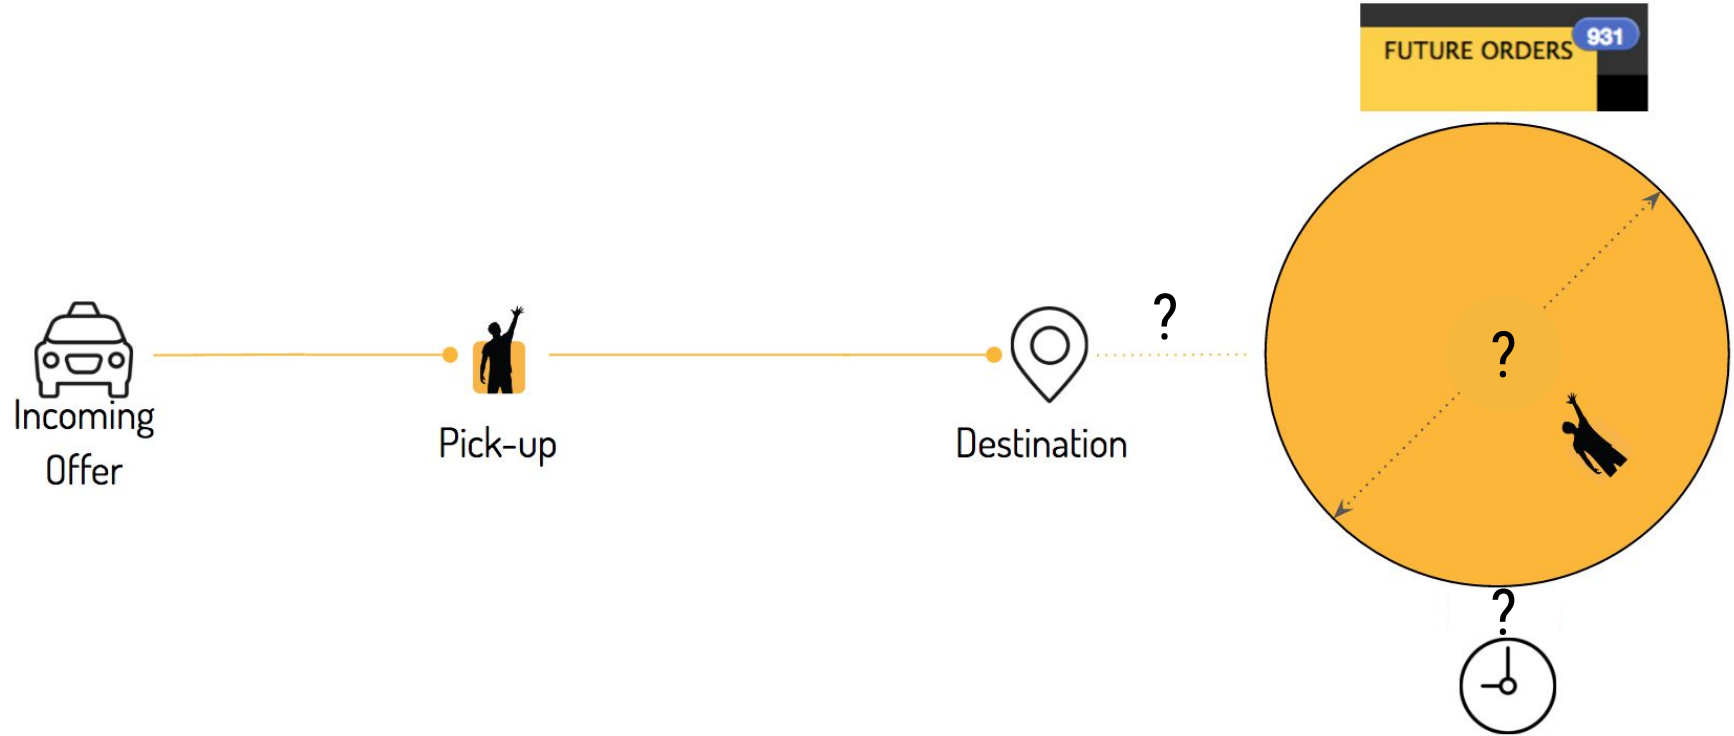 FUTURE ORDERS 931
?
?
Incoming
Offer
Pick-up
Destination
?